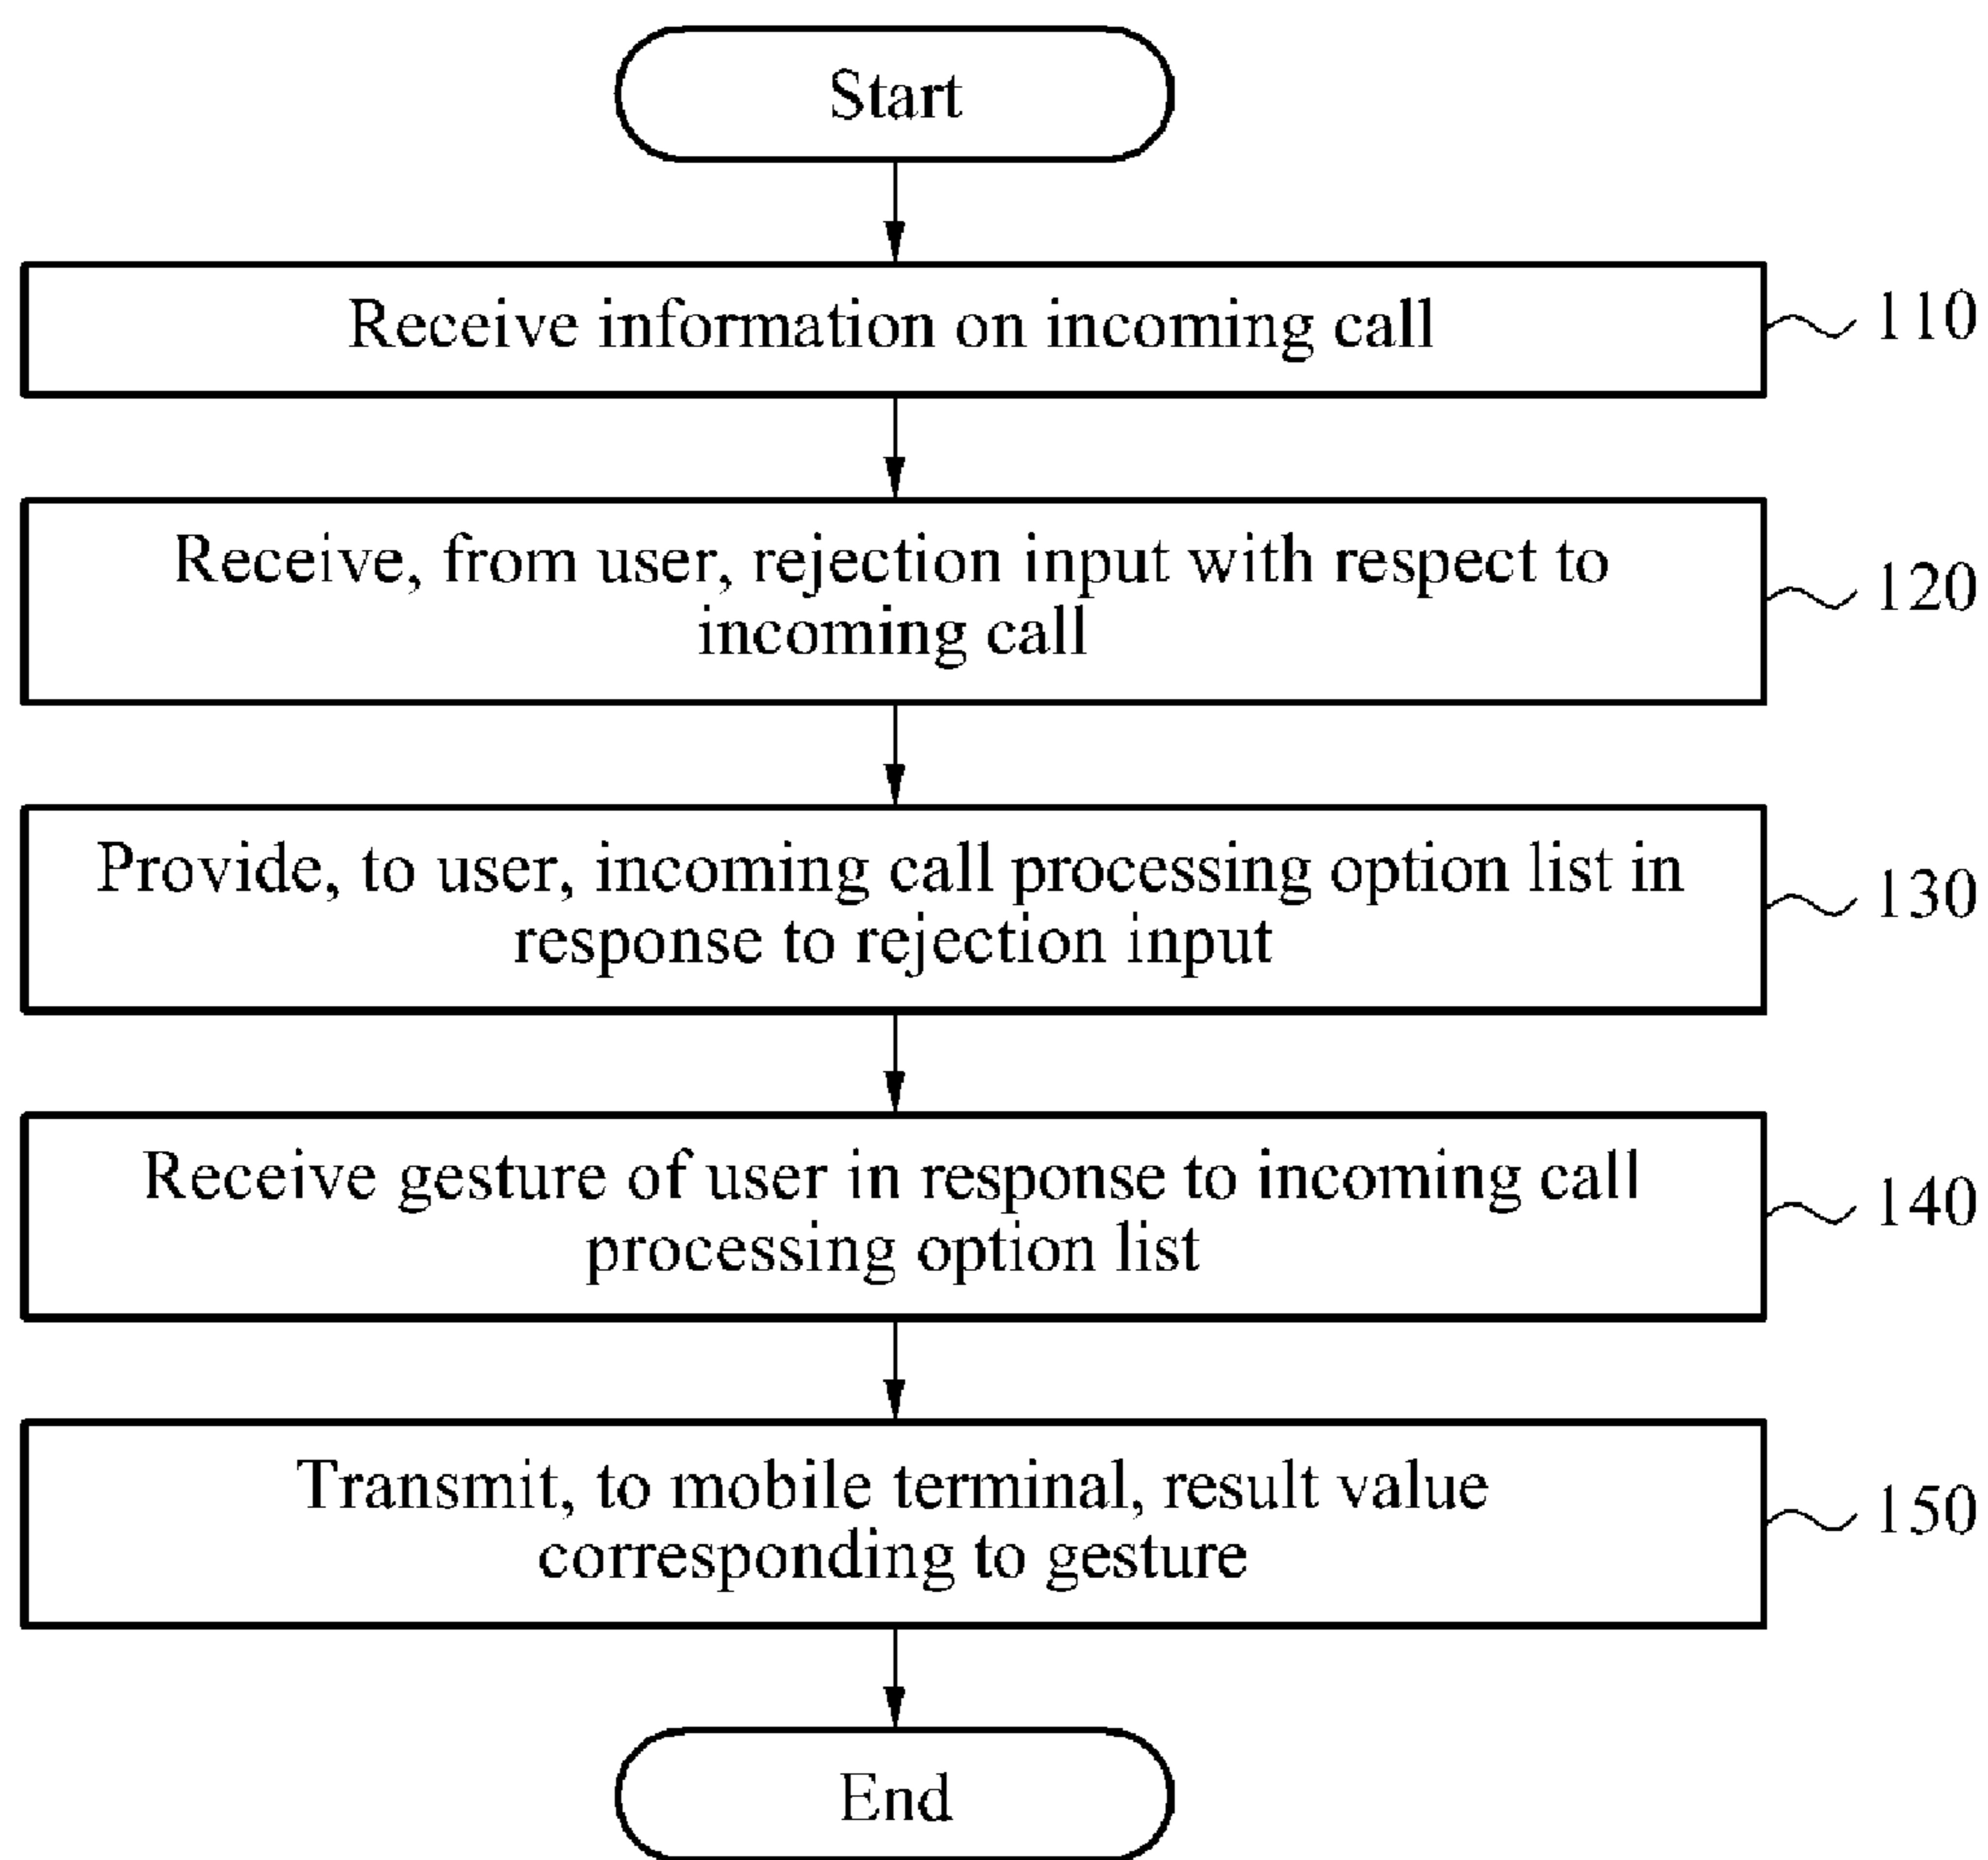 Start
Receive information on incoming call
110
Receive, from user, rejection input with respect to
incoming call
120
Provide, to user, incoming call processing option list in
response to rejection input
130
Receive gesture of user in response to incoming call
processing option list
140
Transmit, to mobile terminal, result value
corresponding to gesture
150
End